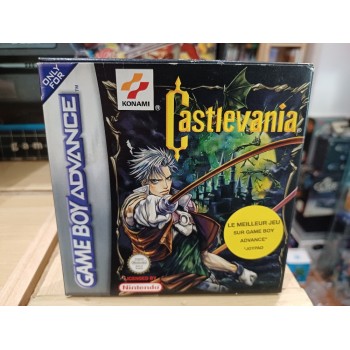 ONLY
FOR
GAME BOY ADVANCE
KONAMI
Castlevania
LE MEILLEUR JEU
SUR GAME BOY
ADVANCE*
LICENSED BY
Nintendo